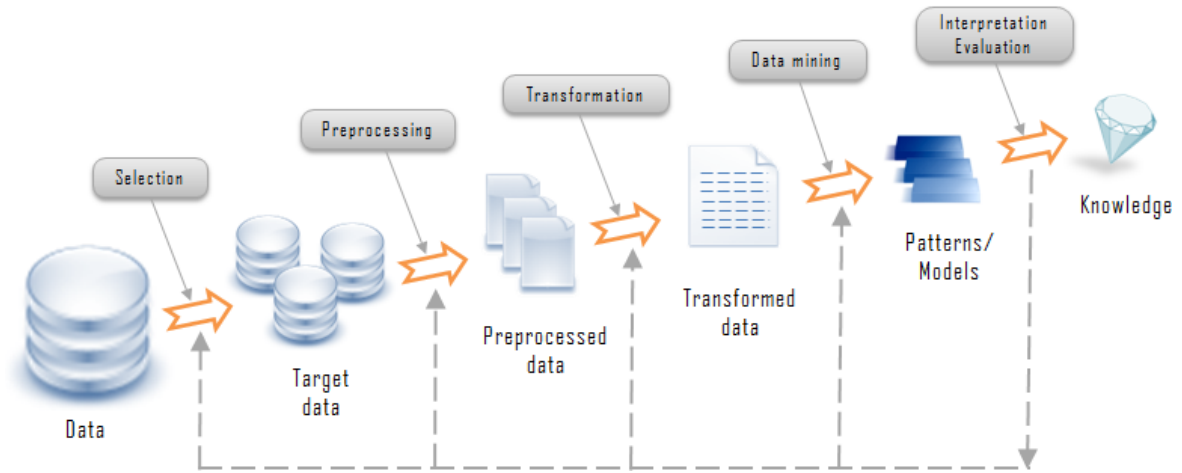 Interpretation
Evaluation
Data mining
Transformation
Preprocessing
Selection
Knowledge
Patterns/
Models
Transformed
data
Preprocessed
data
Target
data
Data